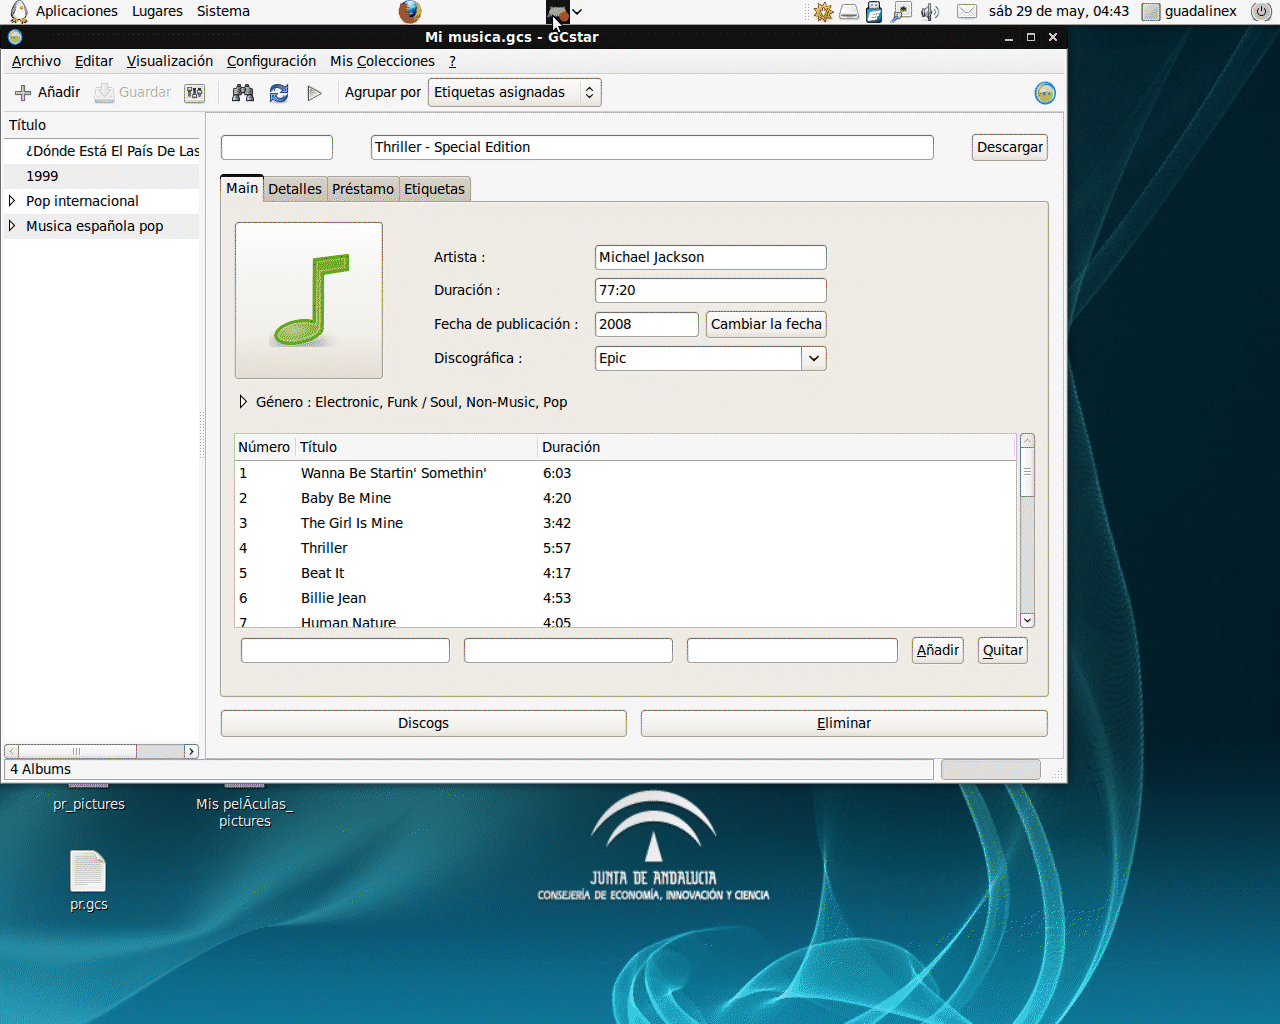 Aplicaciones Lugares Sistema sáb 29 de may, 04:43 guadalinex
Mi musica.gcs - GCstar
Archivo Editar Visualización Configuración Mis Colecciones ?
Añadir Guardar Agrupar por Etiquetas asignadas
Título
¿Dónde Está El País De Las
1999
Pop internacional
Musica española pop
Thriller - Special Edition Descargar
Main Detalles Préstamo Etiquetas
Artista : Michael Jackson
Duración : 77:20
Fecha de publicación : 2008 Cambiar la fecha
Discográfica : Epic
Género : Electronic, Funk / Soul, Non-Music, Pop
Número Título Duración
1 Wanna Be Startin' Somethin' 6:03
2 Baby Be Mine 4:20
3 The Girl Is Mine 3:42
4 Thriller 5:57
5 Beat It 4:17
6 Billie Jean 4:53
7 Human Nature 4:05
Añadir Quitar
Discogs Eliminar
4 Albums
pr_pictures
Mis pelÃculas_
pictures
pr.gcs
JUNTA DE ANDALUCIA
CONSEJERÍA DE ECONOMÍA, INNOVACIÓN Y CIENCIA